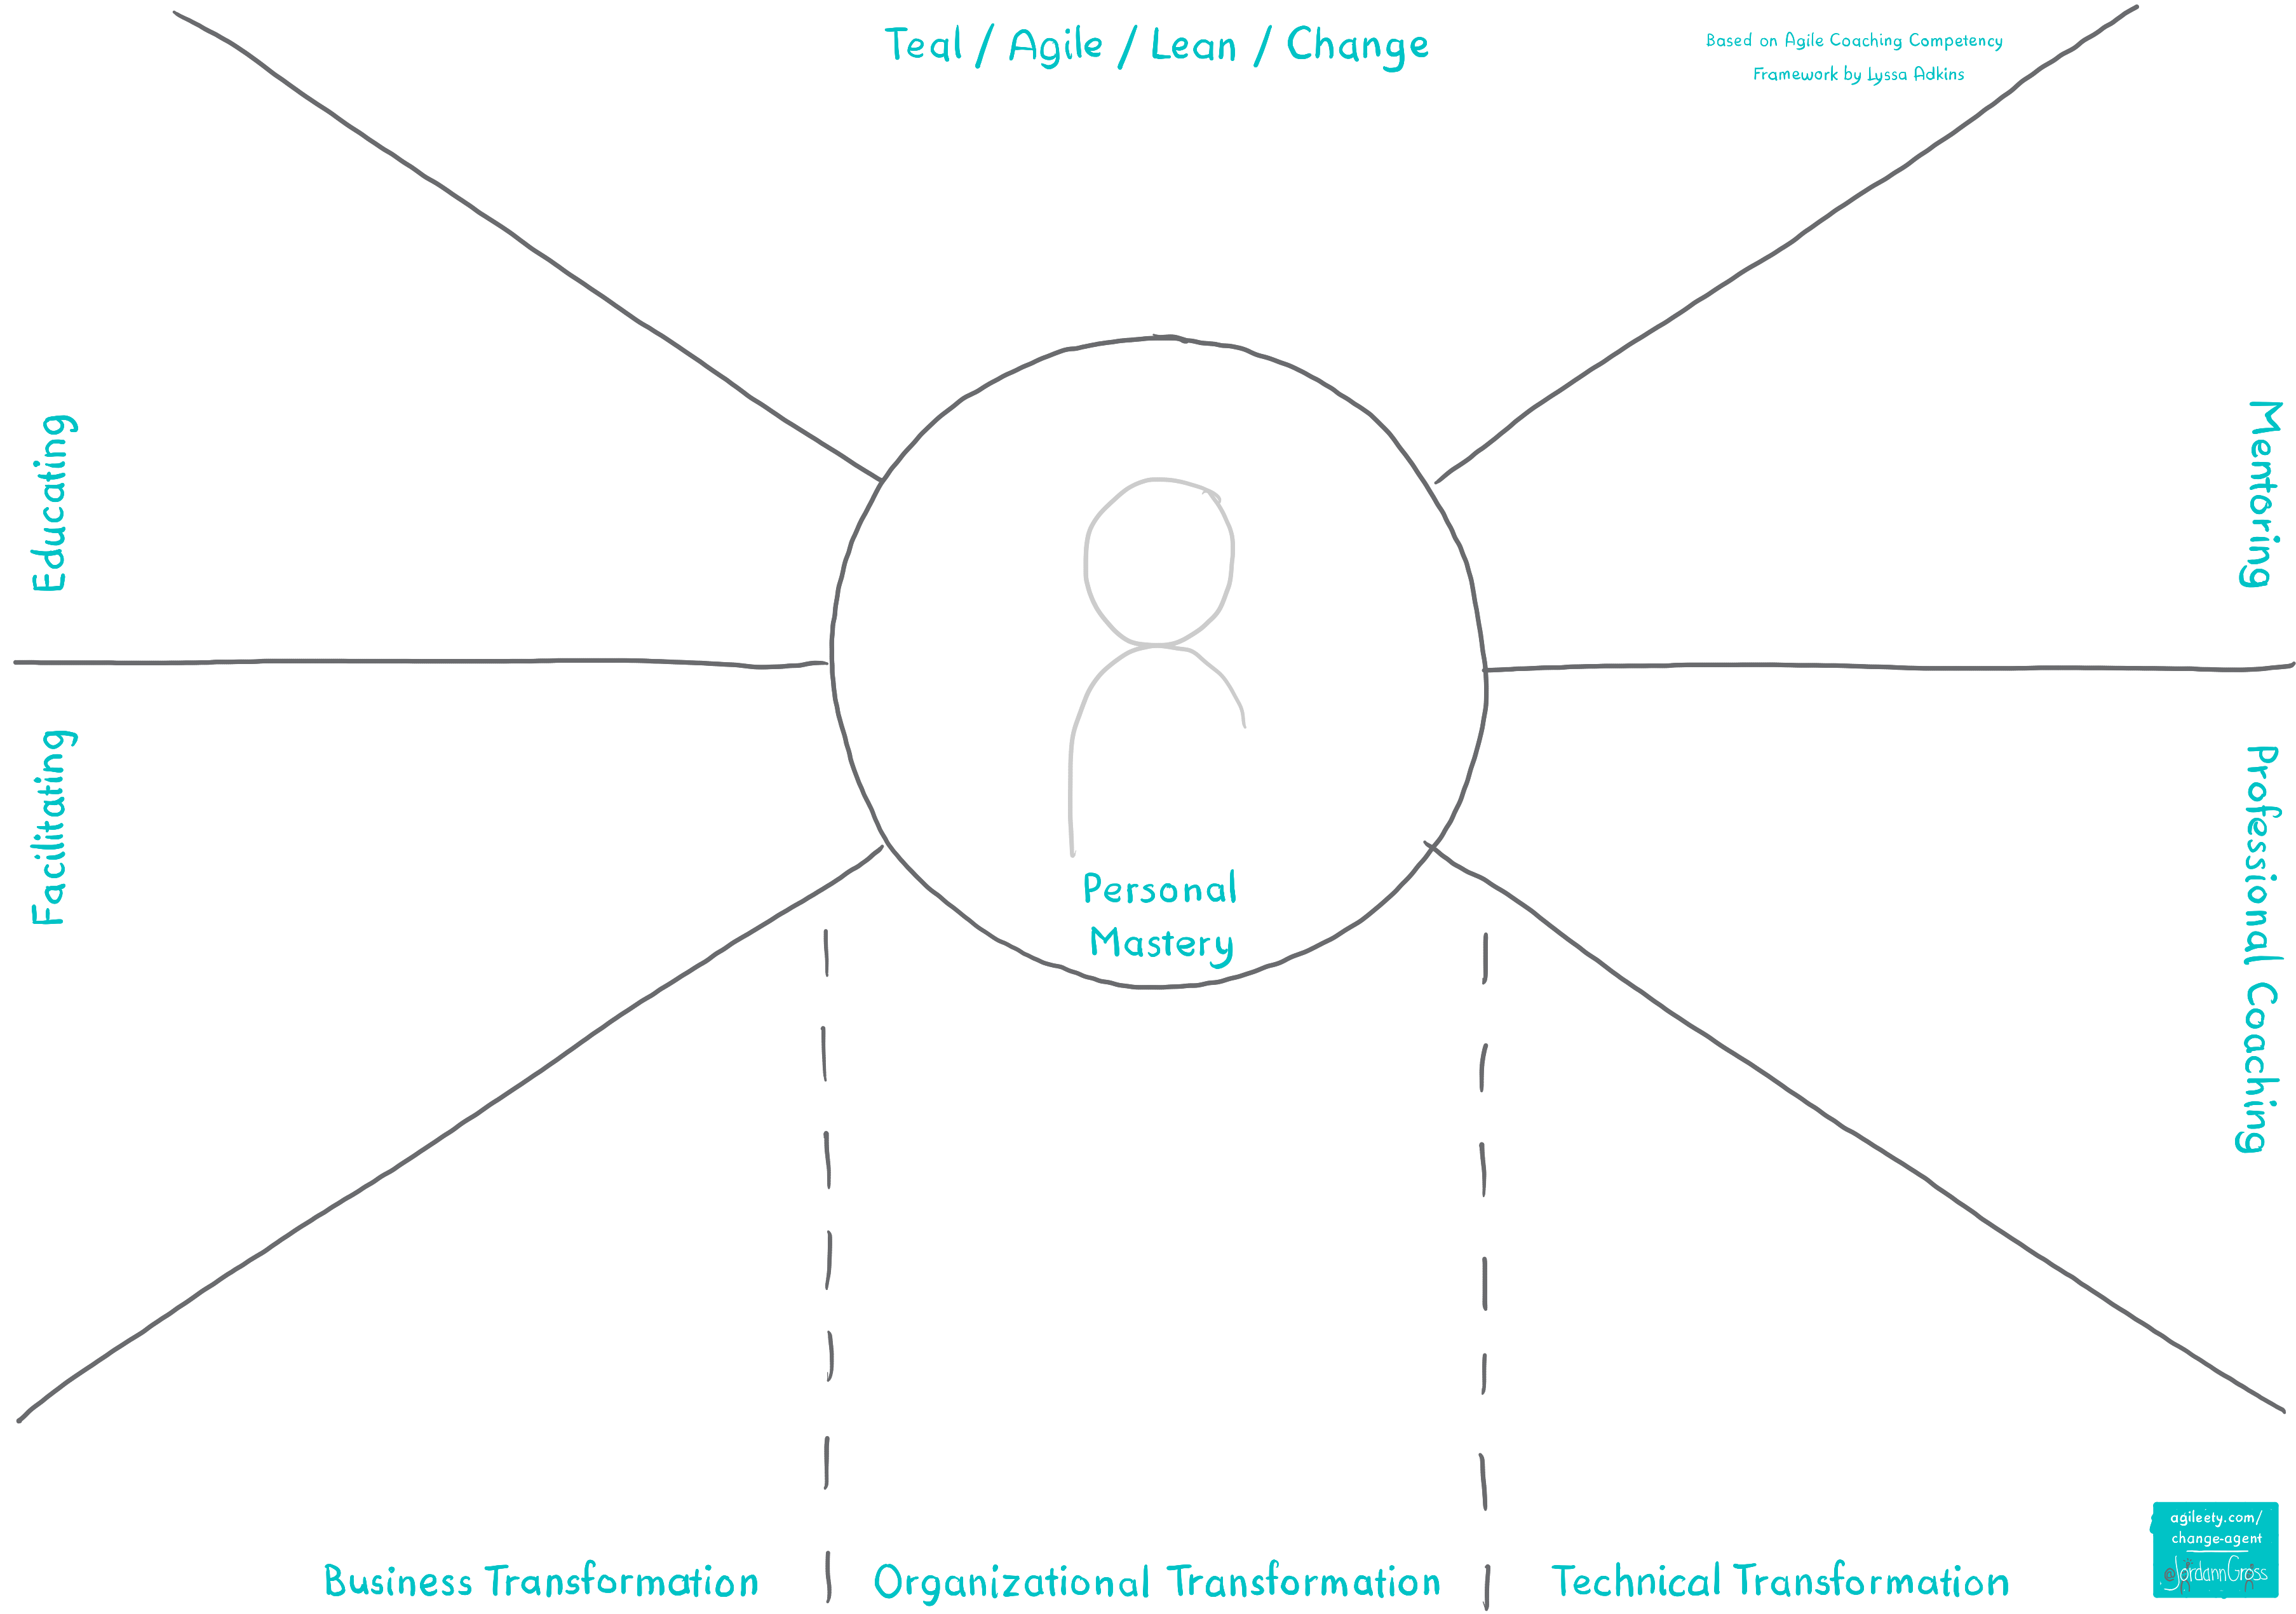 Teal / Agile / Lean / Change
Based on Agile Coaching Competency
Framework by Lyssa Adkins
Educating
Mentoring
Facilitating
Professional Coaching
Personal
Mastery
Business Transformation
Organizational Transformation
Technical Transformation
agileety.com/
change-agent
@JordannGross